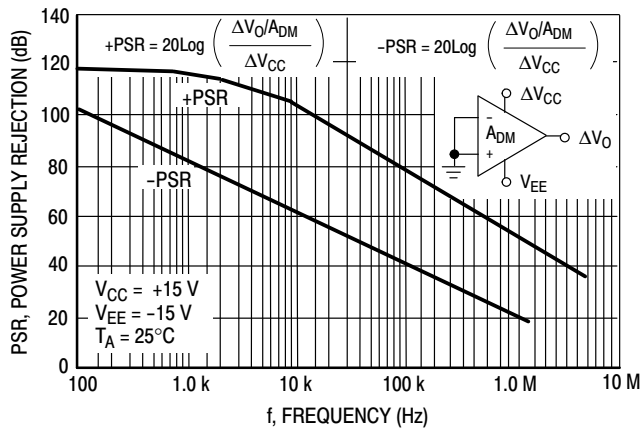 140
120
100
80
60
40
20
0
PSR, POWER SUPPLY REJECTION (dB)
+PSR = 20Log ( ΔVO/ADM / ΔVCC )
−PSR = 20Log ( ΔVO/ADM / ΔVCC )
+PSR
−PSR
ΔVCC
−
+
ADM
ΔVO
VEE
VCC = +15 V
VEE = −15 V
TA = 25°C
100
1.0 k
10 k
100 k
1.0 M
10 M
f, FREQUENCY (Hz)